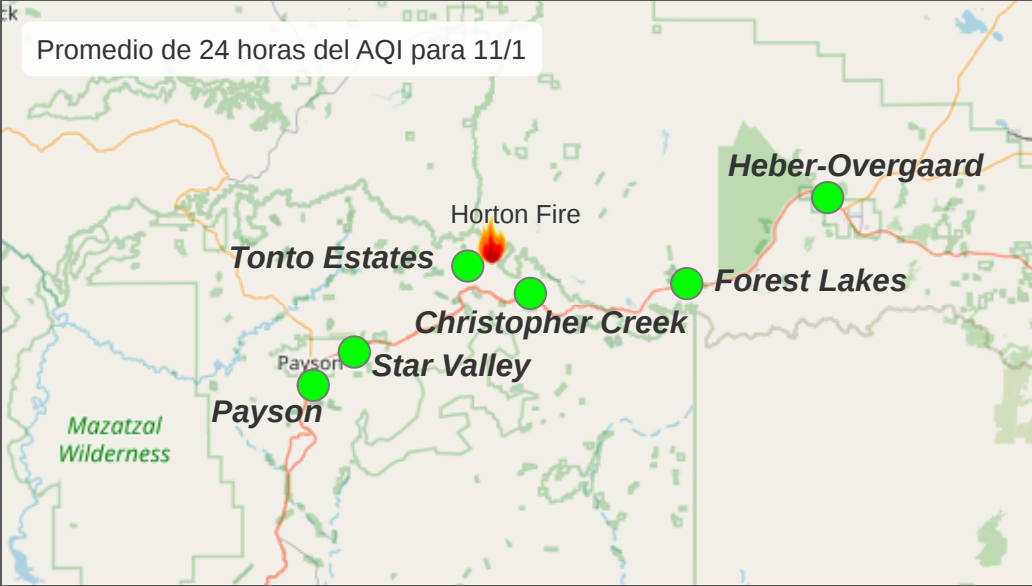 ck
Promedio de 24 horas del AQI para 11/1
Heber-Overgaard
Horton Fire
Tonto Estates
Forest Lakes
Christopher Creek
Payson
Star Valley
Payson
Mazatzal
Wilderness